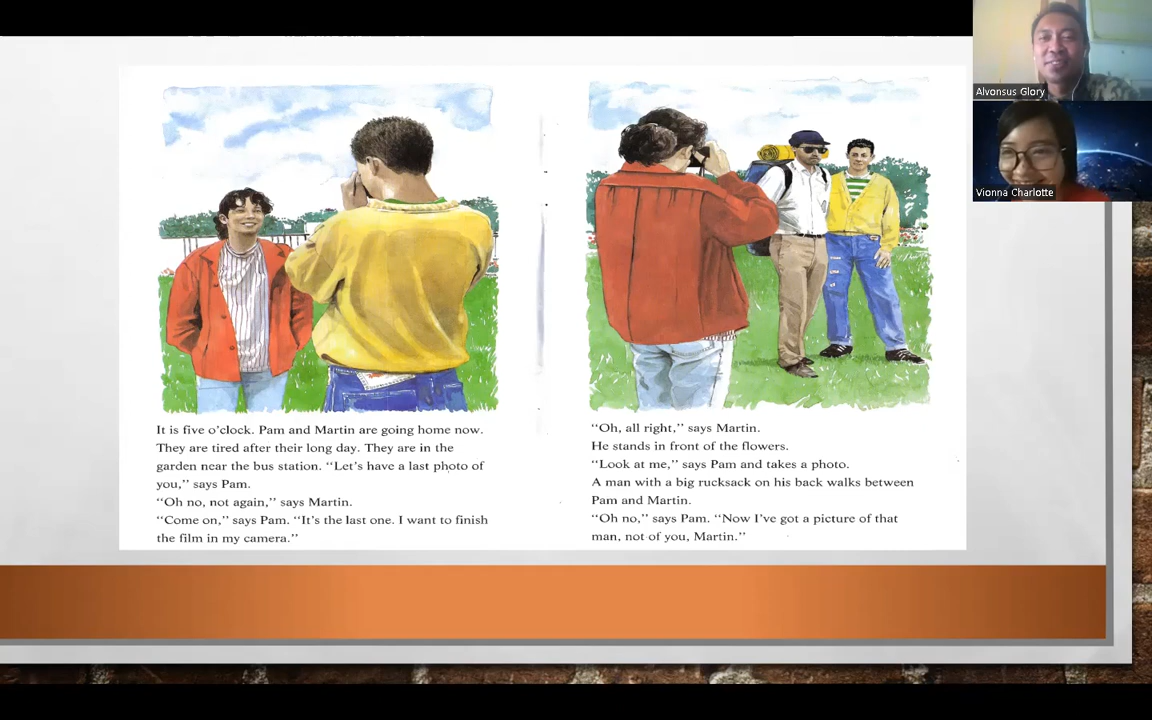 It is five o’clock. Pam and Martin are going home now.
They are tired after their long day. They are in the
garden near the bus station. “Let’s have a last photo of
you,” says Pam.
“Oh no, not again,” says Martin.
“Come on,” says Pam. “It’s the last one. I want to finish
the film in my camera.”
“Oh, all right,” says Martin.
He stands in front of the flowers.
“Look at me,” says Pam and takes a photo.
A man with a big rucksack on his back walks between
Pam and Martin.
“Oh no,” says Pam. “Now I’ve got a picture of that
man, not of you, Martin.”
Alvonsus Glory
Vionna Charlotte